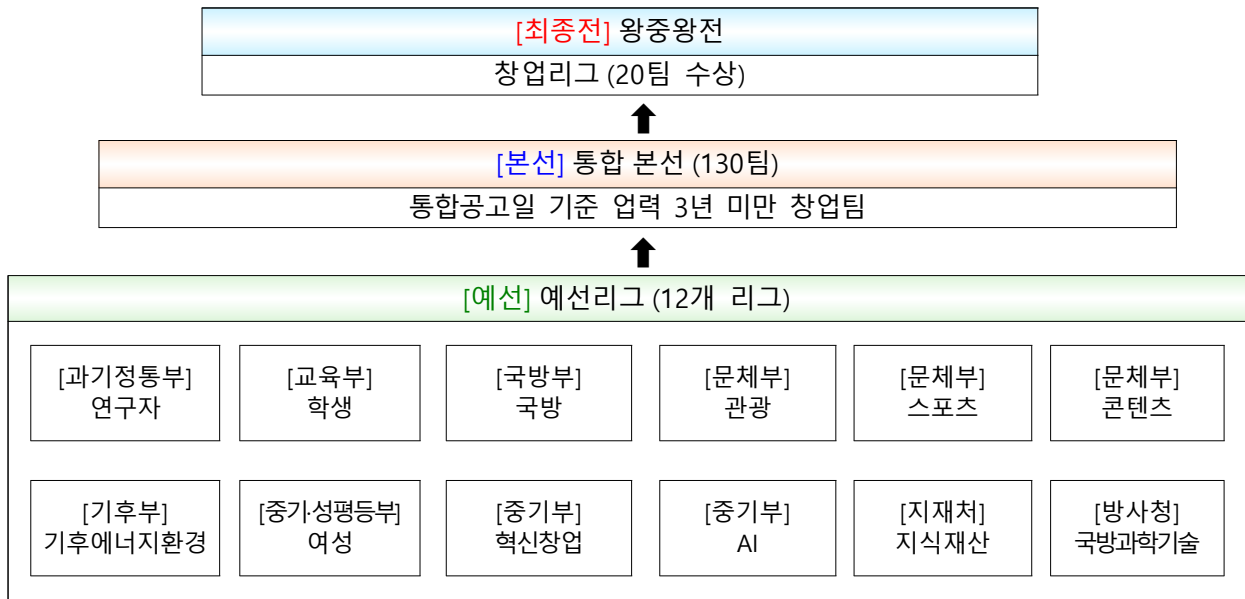 [최종전] 왕중왕전
창업리그 (20팀 수상)
[본선] 통합 본선 (130팀)
통합공고일 기준 업력 3년 미만 창업팀
[예선] 예선리그 (12개 리그)
[과기정통부]
연구자
[교육부]
학생
[국방부]
국방
[문체부]
관광
[문체부]
스포츠
[문체부]
콘텐츠
[기후부]
기후에너지환경
[중기·성평등부]
여성
[중기부]
혁신창업
[중기부]
AI
[지재처]
지식재산
[방사청]
국방과학기술